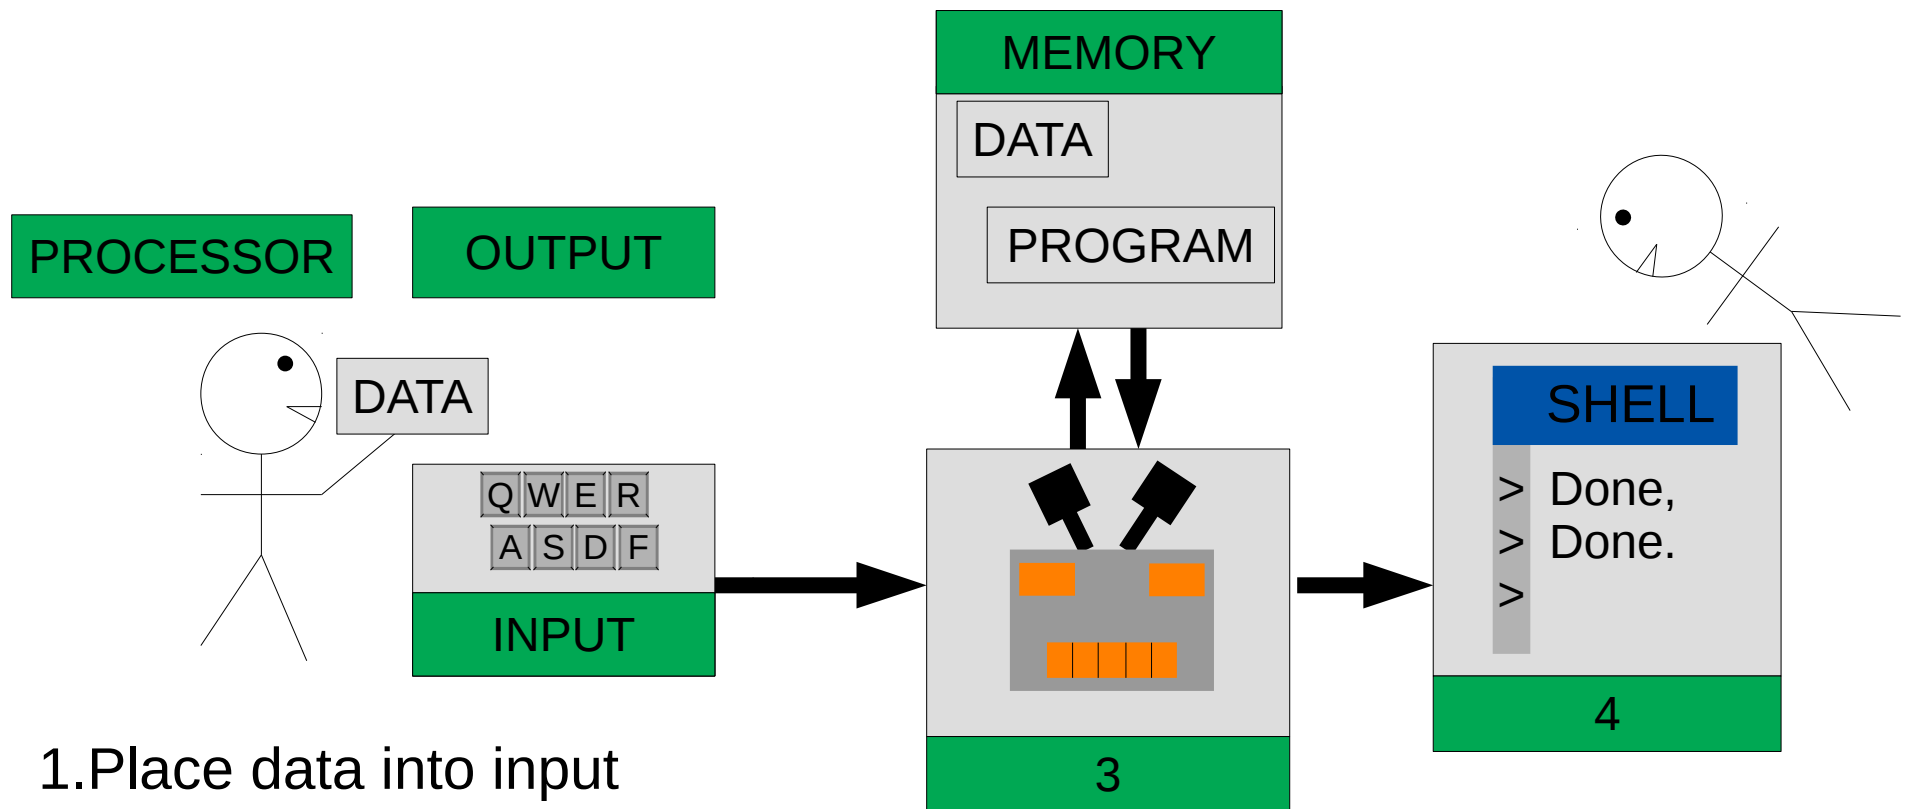 MEMORY
DATA
PROGRAM
PROCESSOR
OUTPUT
DATA
Q W E R
A S D F
INPUT
SHELL
> Done,
> Done.
>
3
4
1.Place data into input